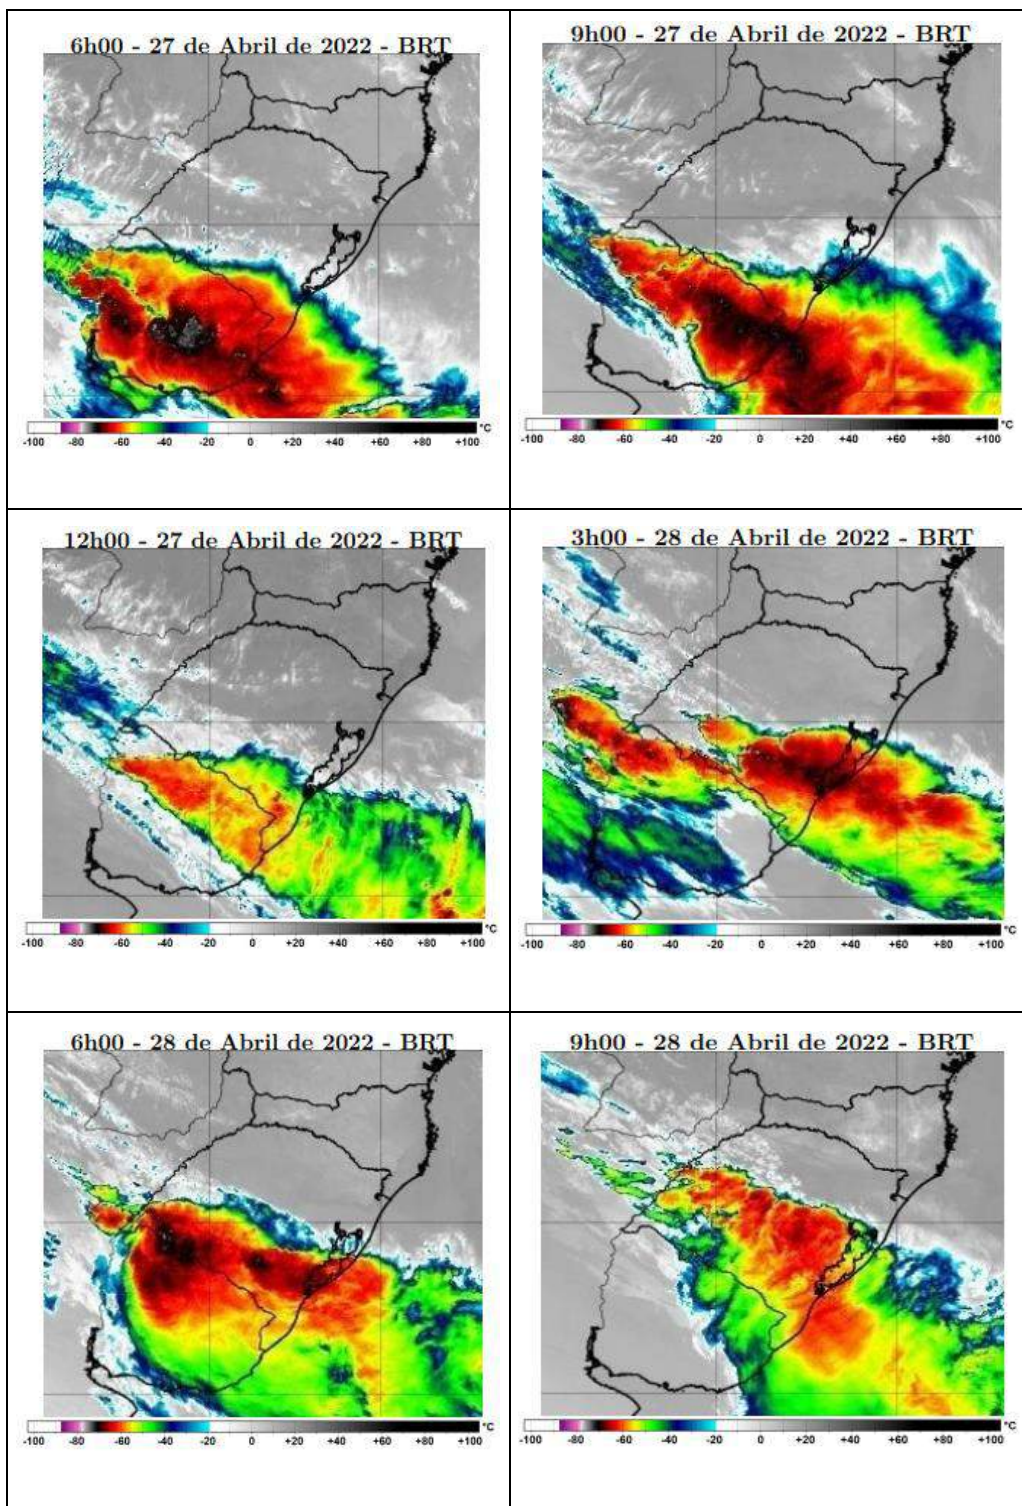 6h00 - 27 de Abril de 2022 - BRT
°C
-100 -80 -60 -40 -20 0 +20 +40 +60 +80 +100
9h00 - 27 de Abril de 2022 - BRT
°C
-100 -80 -60 -40 -20 0 +20 +40 +60 +80 +100
12h00 - 27 de Abril de 2022 - BRT
°C
-100 -80 -60 -40 -20 0 +20 +40 +60 +80 +100
3h00 - 28 de Abril de 2022 - BRT
°C
-100 -80 -60 -40 -20 0 +20 +40 +60 +80 +100
6h00 - 28 de Abril de 2022 - BRT
°C
-100 -80 -60 -40 -20 0 +20 +40 +60 +80 +100
9h00 - 28 de Abril de 2022 - BRT
°C
-100 -80 -60 -40 -20 0 +20 +40 +60 +80 +100